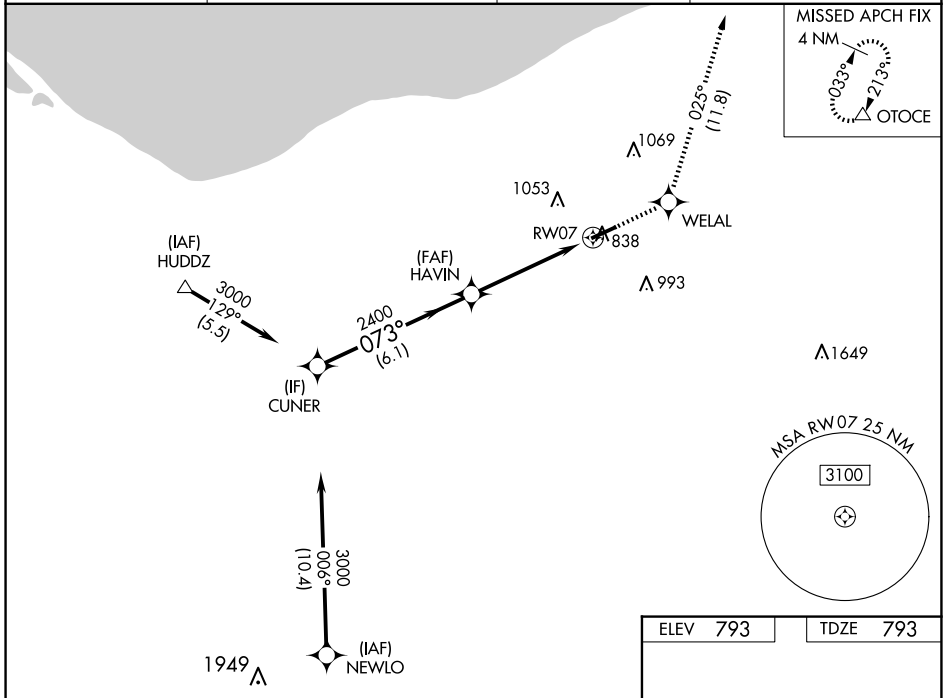 MISSED APCH FIX
4 NM
033°
213°
OTOCE
025°
(11.8)
1069
1053
WELAL
RW07
838
(IAF)
HUDDZ
(FAF)
HAVIN
993
3000
129°
(5.5)
2400
073°
(6.1)
1649
(IF)
CUNER
MSA RW07 25 NM
3100
3000
006°
(10.4)
ELEV 793
TDZE 793
(IAF)
NEWLO
1949